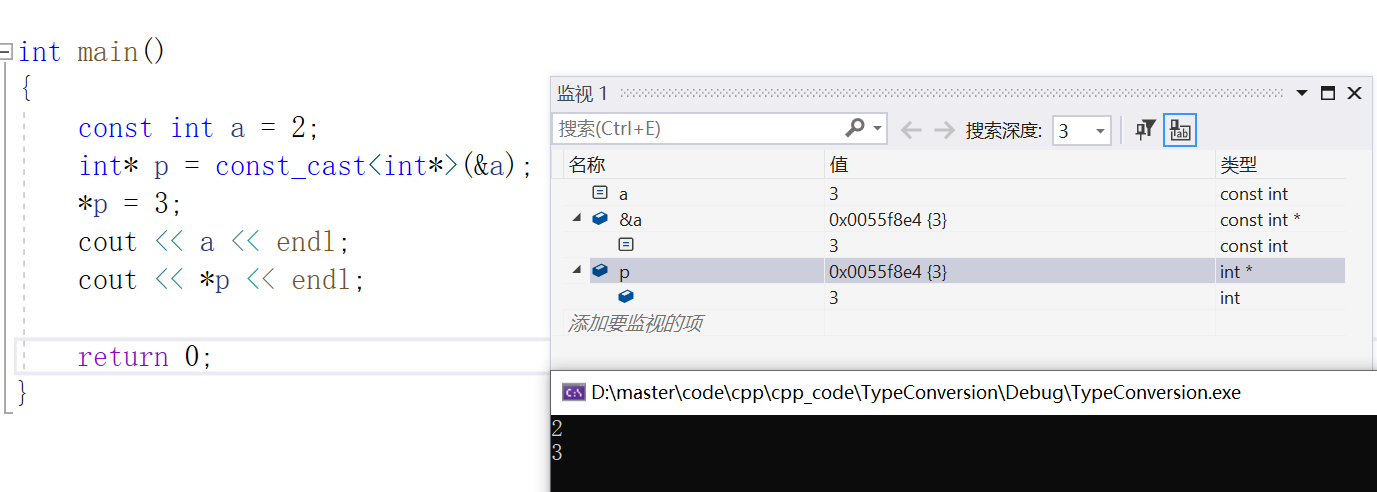 int main()
{
const int a = 2;
int* p = const_cast<int*>(&a);
*p = 3;
cout << a << endl;
cout << *p << endl;
return 0;
}
监视 1
搜索(Ctrl+E)
搜索深度: 3
名称 值 类型
a 3 const int
&a 0x0055f8e4 {3} const int *
3 const int
p 0x0055f8e4 {3} int *
3 int
添加要监视的项
D:\master\code\cpp\cpp_code\TypeConversion\Debug\TypeConversion.exe
2
3